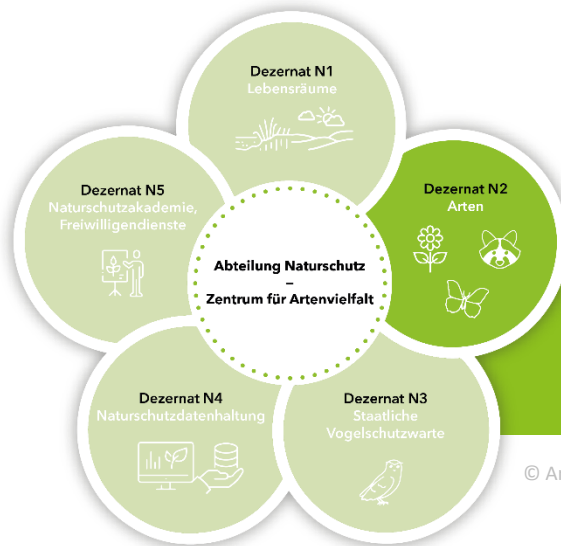 Dezernat N1
Lebensräume
Dezernat N2
Arten
Dezernat N5
Naturschutzakademie,
Freiwilligendienste
Abteilung Naturschutz
–
Zentrum für Artenvielfalt
Dezernat N4
Naturschutzdatenhaltung
Dezernat N3
Staatliche
Vogelschutzwarte
©